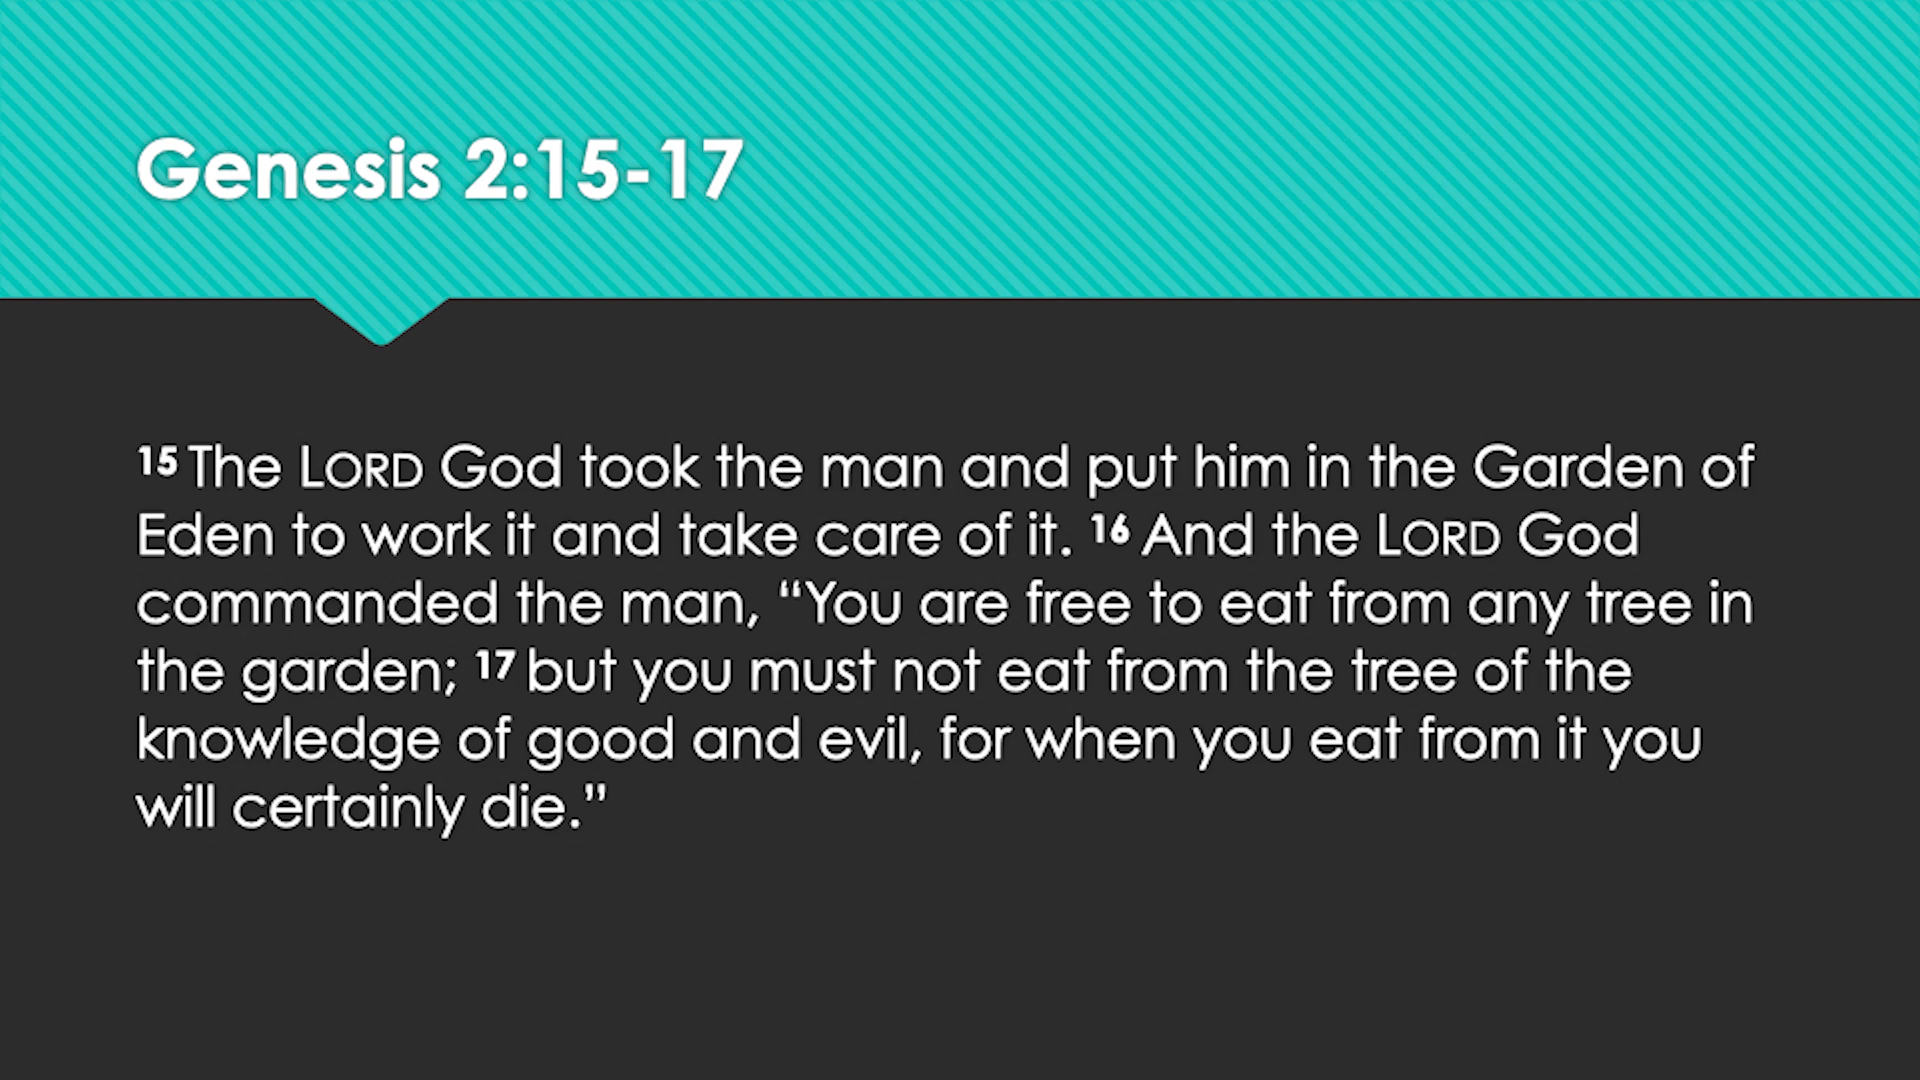 Genesis 2:15-17
15 The LORD God took the man and put him in the Garden of
Eden to work it and take care of it. 16 And the LORD God
commanded the man, “You are free to eat from any tree in
the garden; 17 but you must not eat from the tree of the
knowledge of good and evil, for when you eat from it you
will certainly die.”